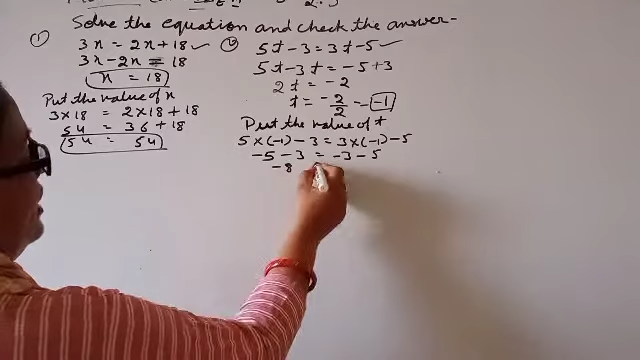 Solve the equation and check the answer-
① 3x = 2x+18 ✓
3x-2x = 18
x = 18
Put the value of x
3×18 = 2×18+18
54 = 36+18
54 = 54
② 5t-3 = 3t-5 ✓
5t-3t = -5+3
2t = -2
t = -2/2 = -1
Put the value of t
5×(-1)-3 = 3×(-1)-5
-5-3 = -3-5
-8